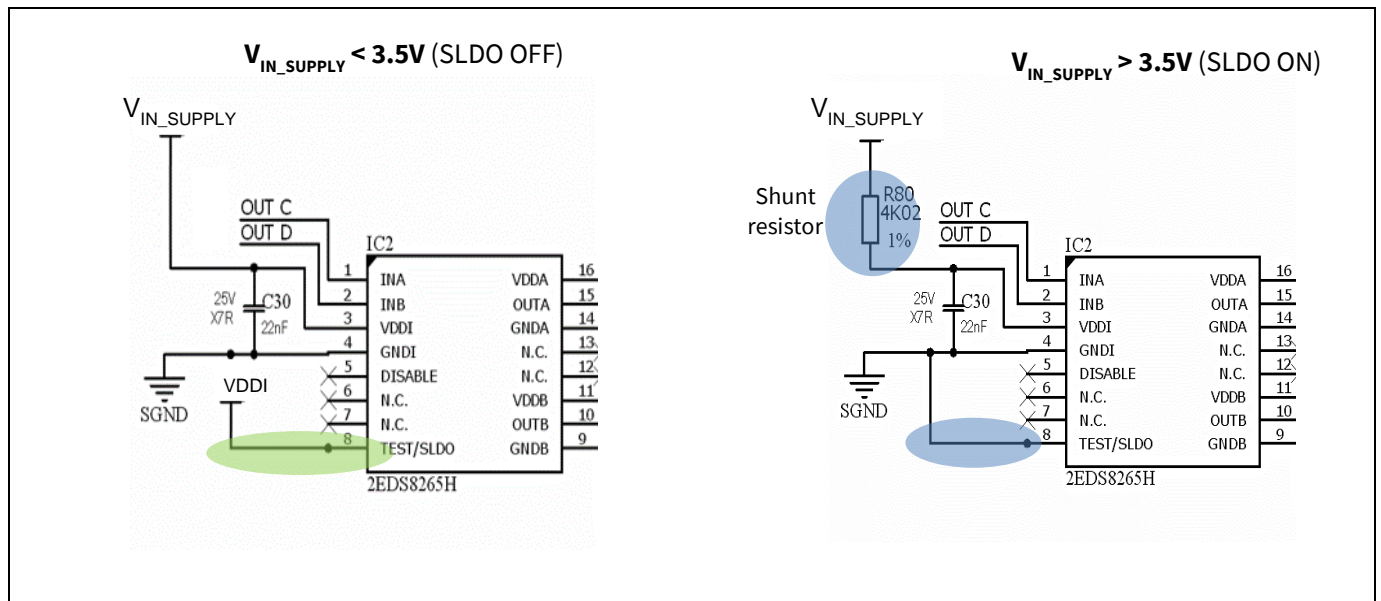 V_IN_SUPPLY < 3.5V (SLDO OFF)
V_IN_SUPPLY
OUT C
OUT D
IC2
25V
X7R
C30
22nF
1 INA VDDA 16
2 INB OUTA 15
3 VDDI GNDA 14
4 GNDI N.C. 13
5 DISABLE N.C. 12
6 N.C. VDDB 11
7 N.C. OUTB 10
8 TEST/SLDO GNDB 9
SGND
VDDI
2EDS8265H
V_IN_SUPPLY > 3.5V (SLDO ON)
V_IN_SUPPLY
Shunt
resistor
R80
4K02
1%
OUT C
OUT D
IC2
25V
X7R
C30
22nF
1 INA VDDA 16
2 INB OUTA 15
3 VDDI GNDA 14
4 GNDI N.C. 13
5 DISABLE N.C. 12
6 N.C. VDDB 11
7 N.C. OUTB 10
8 TEST/SLDO GNDB 9
SGND
2EDS8265H